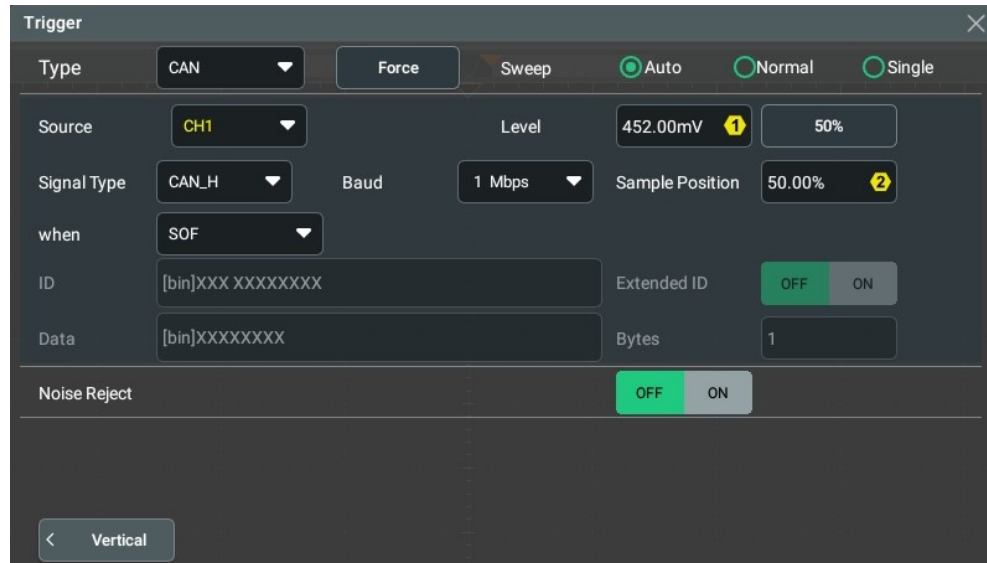 Trigger
Type CAN Force Sweep Auto Normal Single
Source CH1 Level 452.00mV 1 50%
Signal Type CAN_H Baud 1 Mbps Sample Position 50.00% 2
when SOF
ID [bin]XXX XXXXXXXX Extended ID OFF ON
Data [bin]XXXXXXXX Bytes 1
Noise Reject OFF ON
Vertical